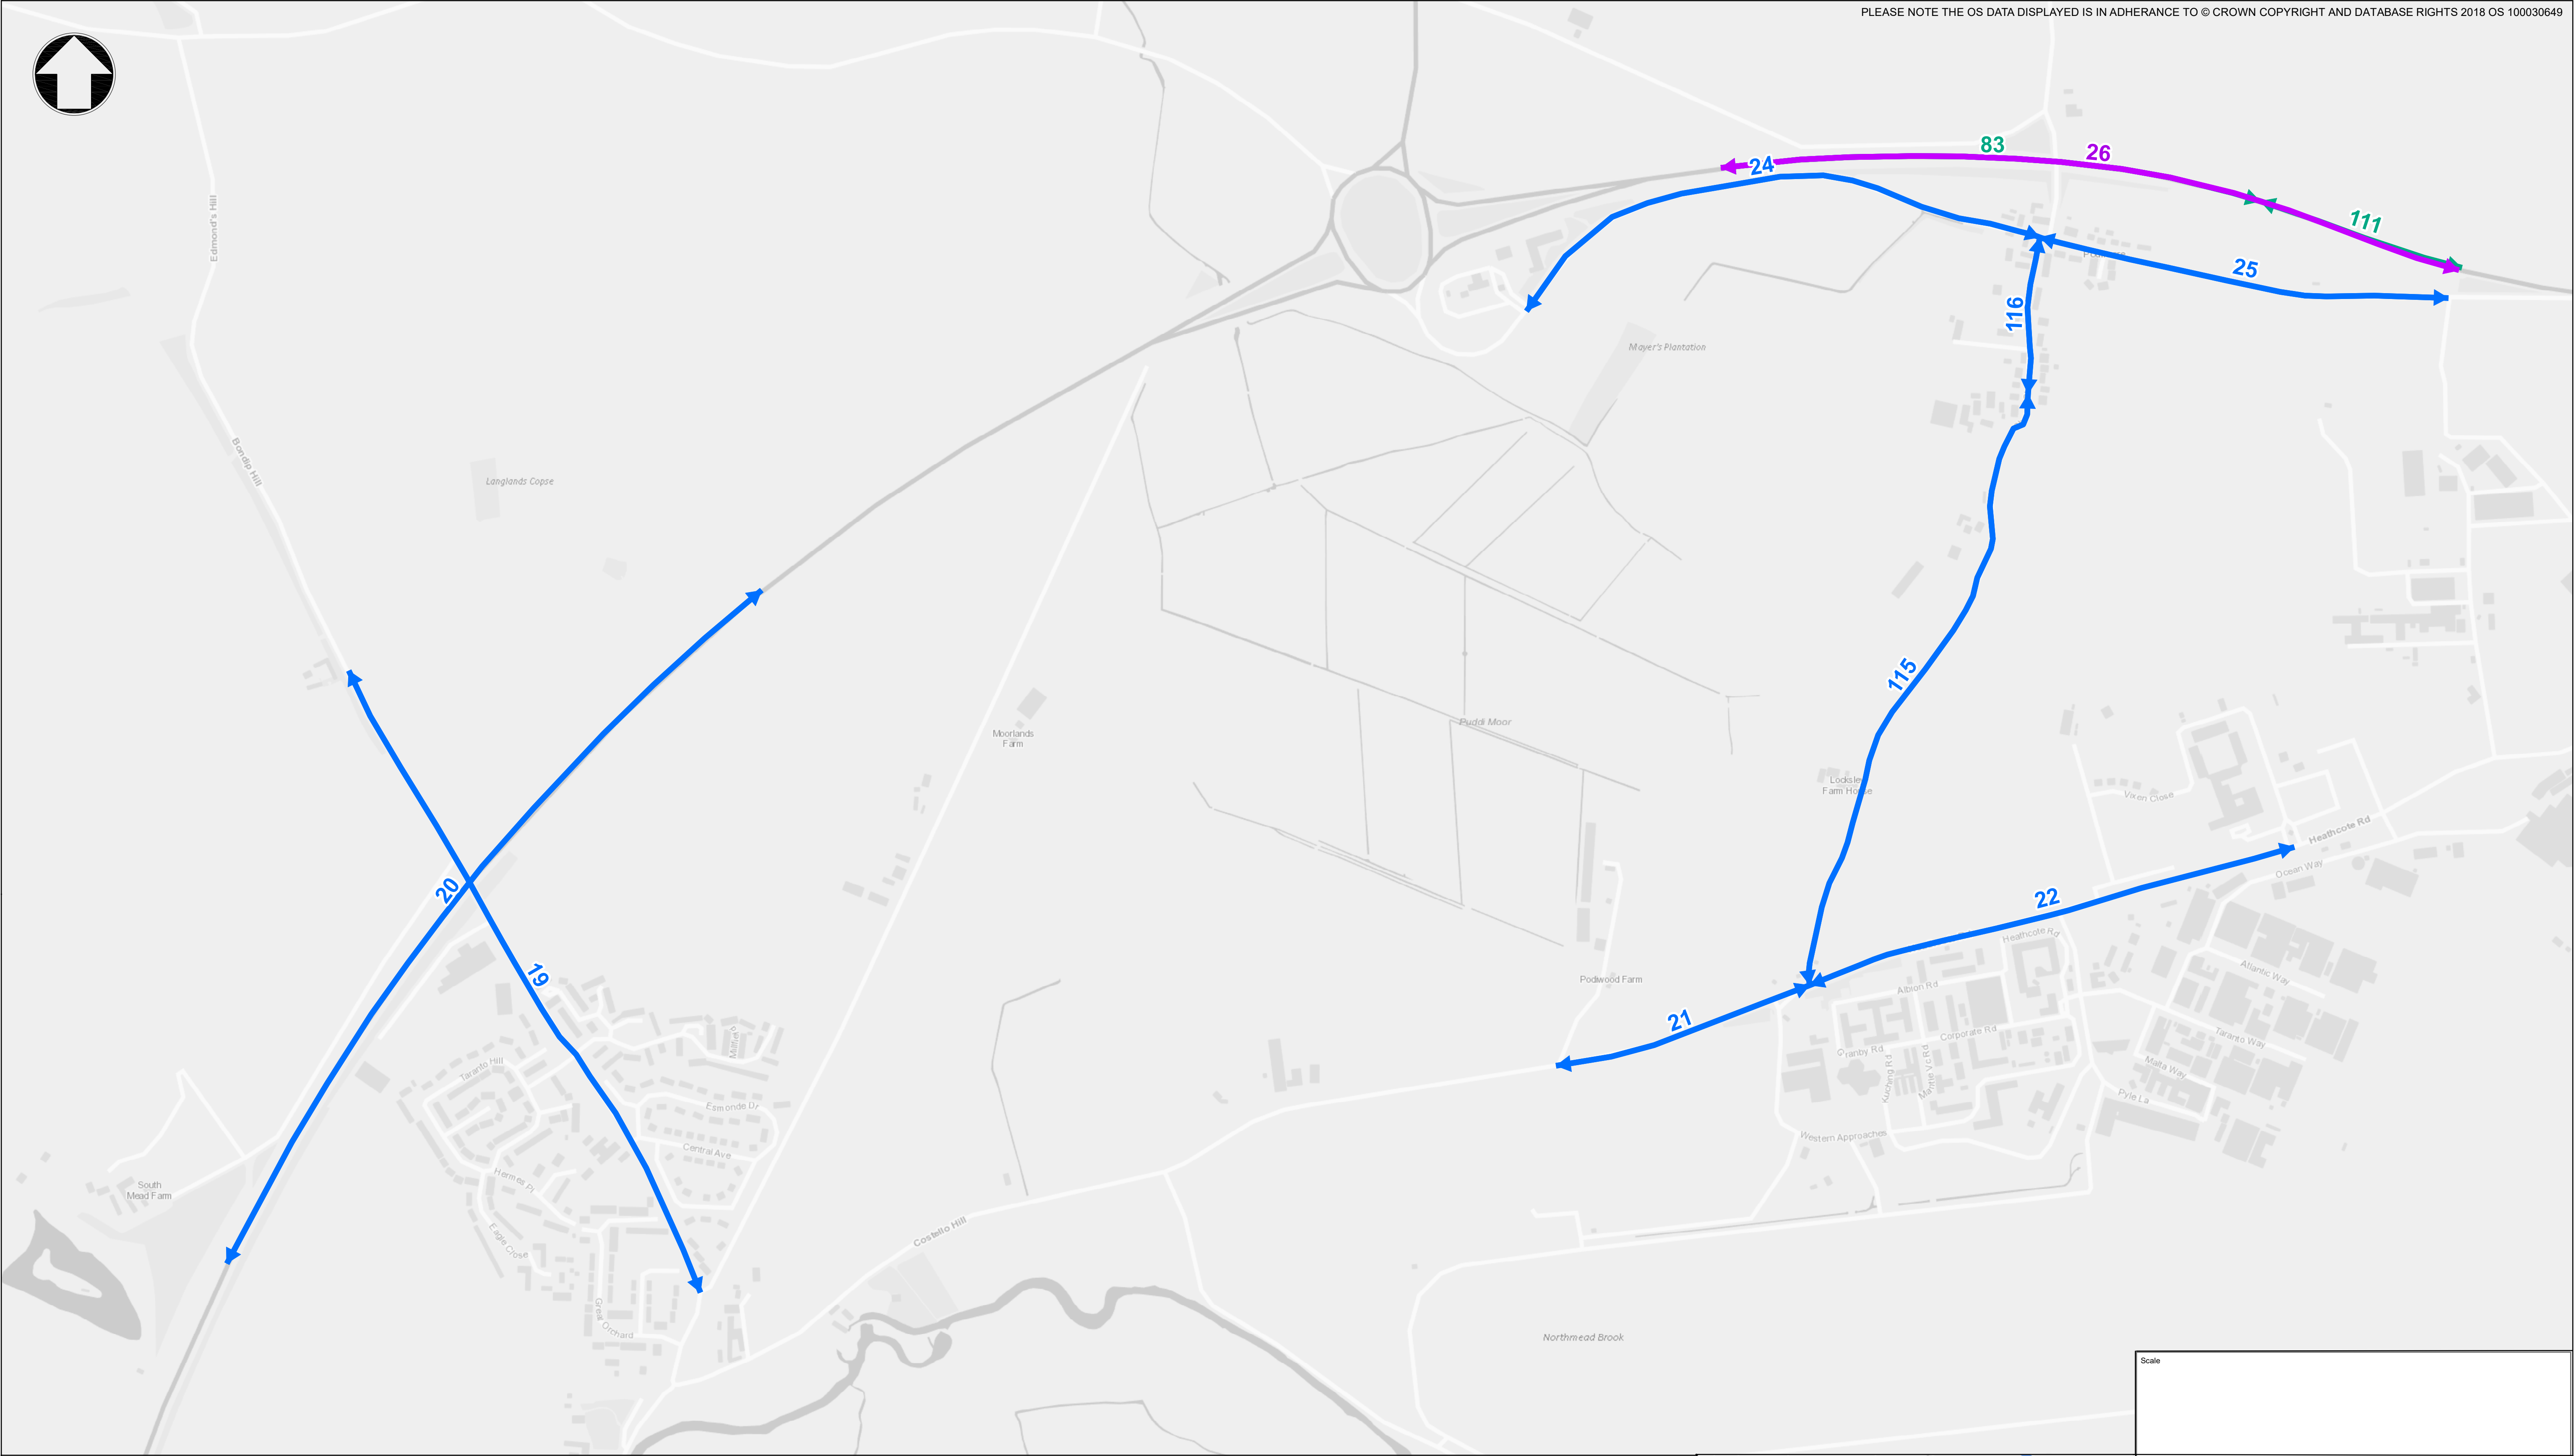 PLEASE NOTE THE OS DATA DISPLAYED IS IN ADHERANCE TO © CROWN COPYRIGHT AND DATABASE RIGHTS 2018 OS 100030649
83
26
24
111
Edmond's Hill
25
116
Mayer's Plantation
Bondip Hill
Langlands Copse
115
Puddi Moor
Moorlands
Farm
Locksley
Farm House
Vixen Close
Heathcote Rd
Ocean Way
20
22
Heathcote Rd
19
Atlantic Way
Podwood Farm
Albion Rd
21
Taranto Way
Corporate Rd
Millfield
Granby Rd
Taranto Hill
Malta Way
Kuching Rd
Pyle La
Esmonde Dr
Western Approaches
Central Ave
Hermes Pl
South
Mead Farm
Costello Hill
Eagle Close
Great Orchard
Northmead Brook
Scale